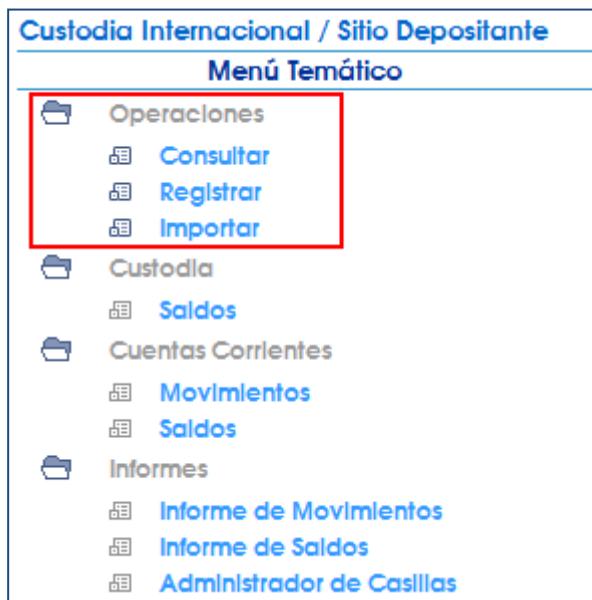 Custodia Internacional / Sitio Depositante
Menú Temático
Operaciones
Consultar
Registrar
Importar
Custodia
Saldos
Cuentas Corrientes
Movimientos
Saldos
Informes
Informe de Movimientos
Informe de Saldos
Administrador de Casillas